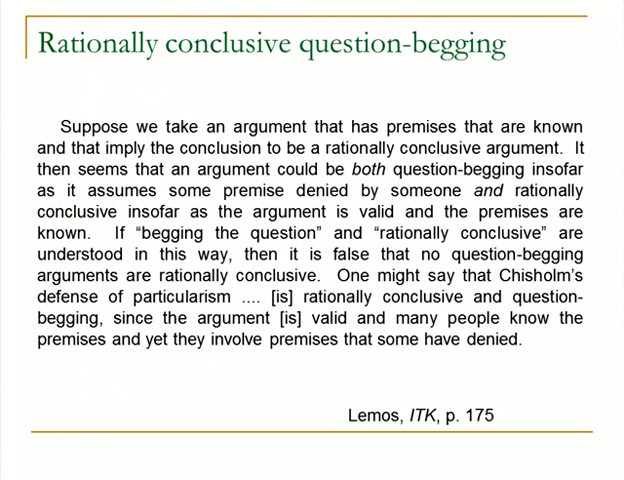 Rationally conclusive question-begging
Suppose we take an argument that has premises that are known
and that imply the conclusion to be a rationally conclusive argument. It
then seems that an argument could be both question-begging insofar
as it assumes some premise denied by someone and rationally
conclusive insofar as the argument is valid and the premises are
known. If “begging the question” and “rationally conclusive” are
understood in this way, then it is false that no question-begging
arguments are rationally conclusive. One might say that Chisholm’s
defense of particularism .... [is] rationally conclusive and question-
begging, since the argument [is] valid and many people know the
premises and yet they involve premises that some have denied.
Lemos, ITK, p. 175